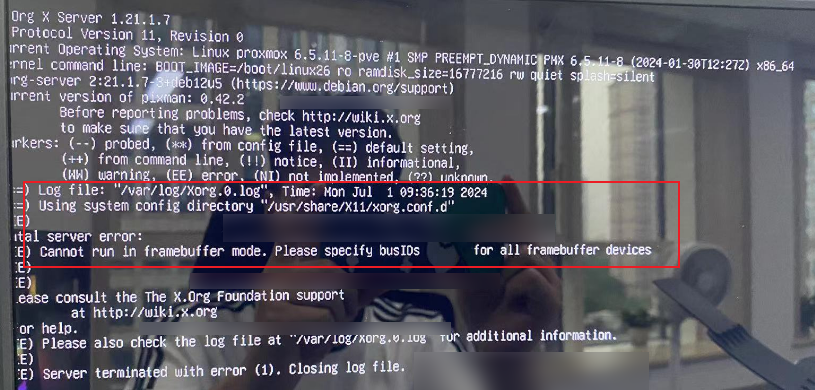 Org X Server 1.21.1.7
Protocol Version 11, Revision 0
urrent Operating System: Linux proxmox 6.5.11-8-pve #1 SMP PREEMPT_DYNAMIC PMX 6.5.11-8 (2024-01-30T12:27Z) x86_64
rnel command line: BOOT_IMAGE=/boot/linux26 ro ramdisk_size=16777216 rw quiet splash=silent
rg-server 2:21.1.7-3+deb12u5 (https://www.debian.org/support)
urrent version of pixman: 0.42.2
Before reporting problems, check http://wiki.x.org
to make sure that you have the latest version.
arkers: (--) probed, (**) from config file, (==) default setting,
(++) from command line, (!!) notice, (II) informational,
(WW) warning, (EE) error, (NI) not implemented, (??) unknown.
=) Log file: "/var/log/Xorg.0.log", Time: Mon Jul 1 09:36:19 2024
=) Using system config directory "/usr/share/X11/xorg.conf.d"
EE)
tal server error:
E) Cannot run in framebuffer mode. Please specify busIDs for all framebuffer devices
EE)
EE)
ease consult the The X.Org Foundation support
at http://wiki.x.org
or help.
EE) Please also check the log file at "/var/log/Xorg.0.log" for additional information.
EE)
EE) Server terminated with error (1). Closing log file.